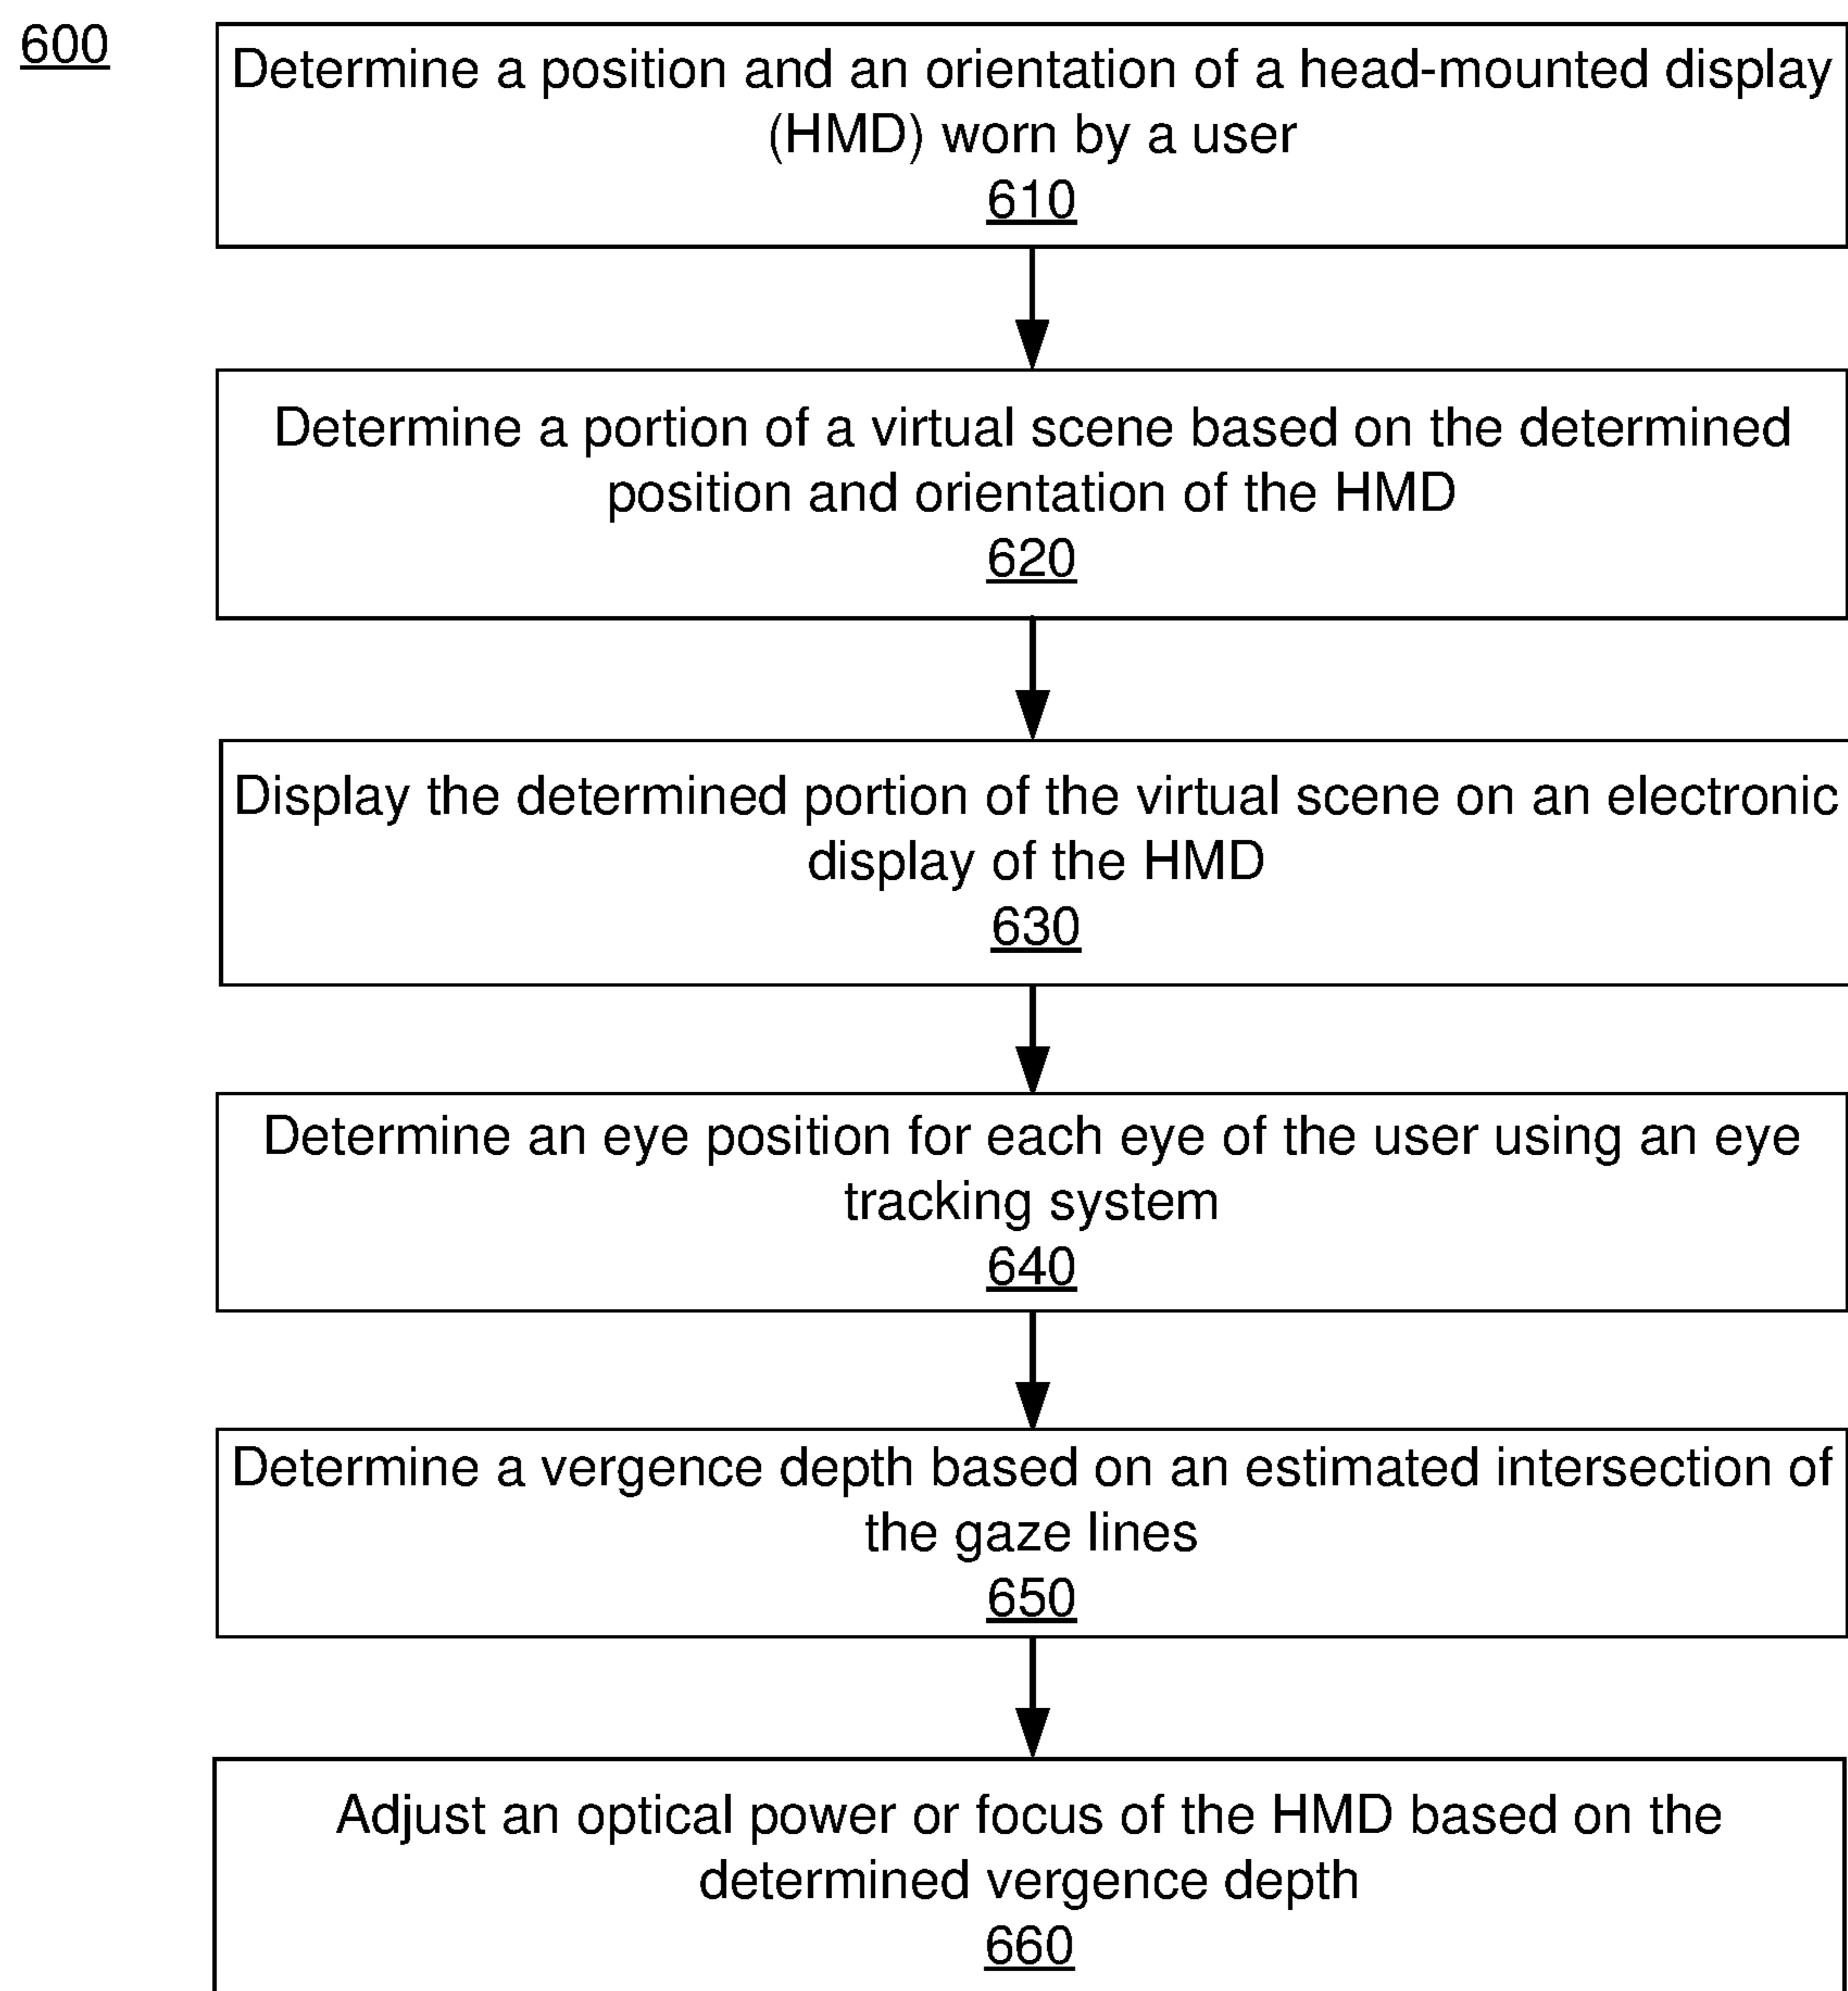 600
Determine a position and an orientation of a head-mounted display
(HMD) worn by a user
610
Determine a portion of a virtual scene based on the determined
position and orientation of the HMD
620
Display the determined portion of the virtual scene on an electronic
display of the HMD
630
Determine an eye position for each eye of the user using an eye
tracking system
640
Determine a vergence depth based on an estimated intersection of
the gaze lines
650
Adjust an optical power or focus of the HMD based on the
determined vergence depth
660